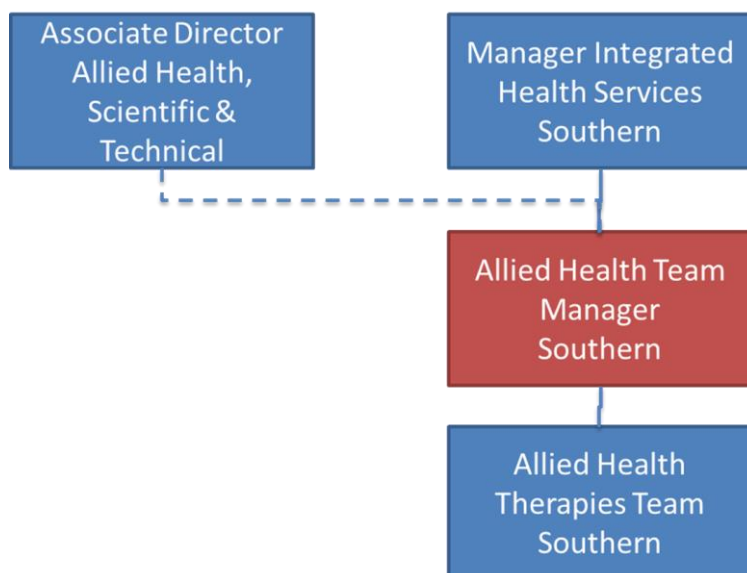 Associate Director
Allied Health,
Scientific &
Technical
Manager Integrated
Health Services
Southern
Allied Health Team
Manager
Southern
Allied Health
Therapies Team
Southern